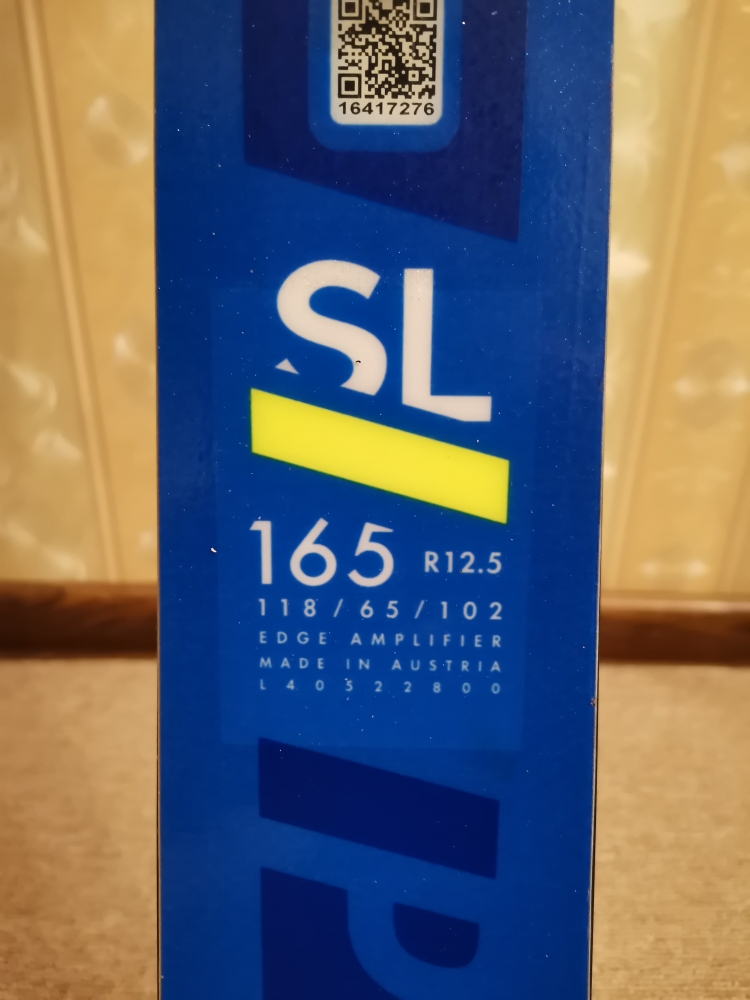 16417276
SL
165 R12.5
118/65/102
EDGE AMPLIFIER
MADE IN AUSTRIA
L40522800